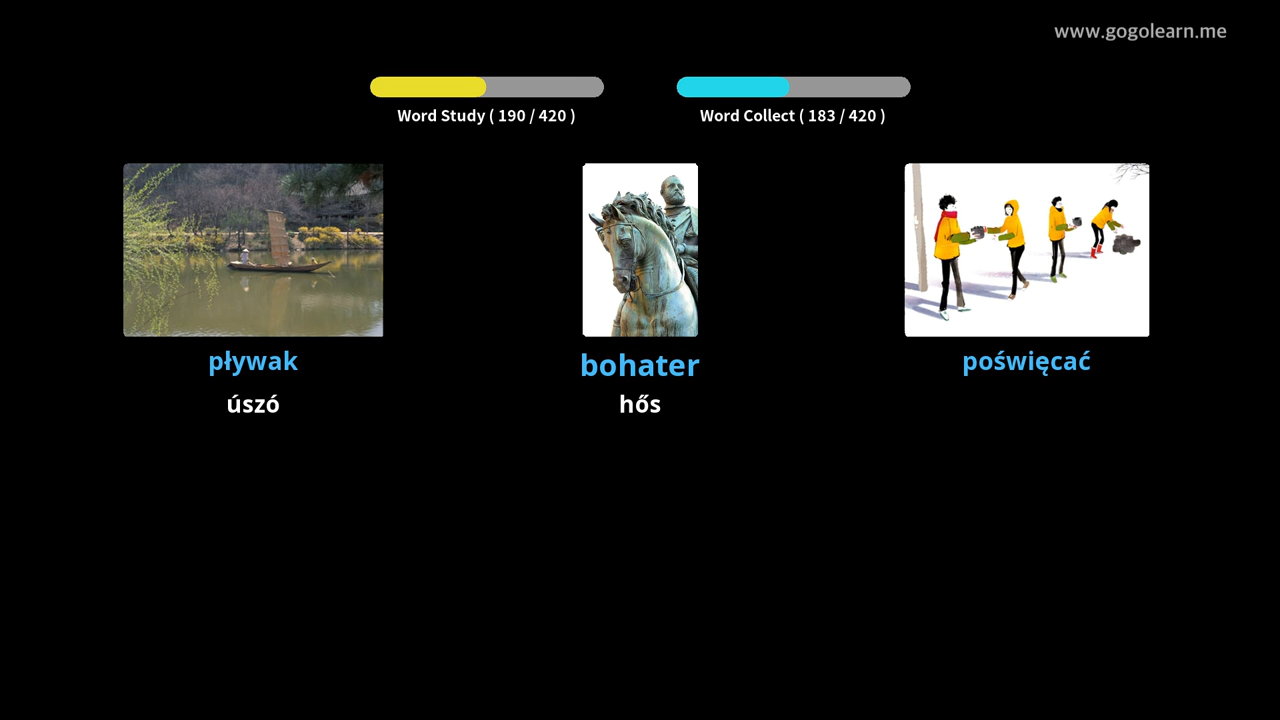 www.gogolearn.me
Word Study ( 190 / 420 )
Word Collect ( 183 / 420 )
pływak
bohater
poświęcać
úszó
hős